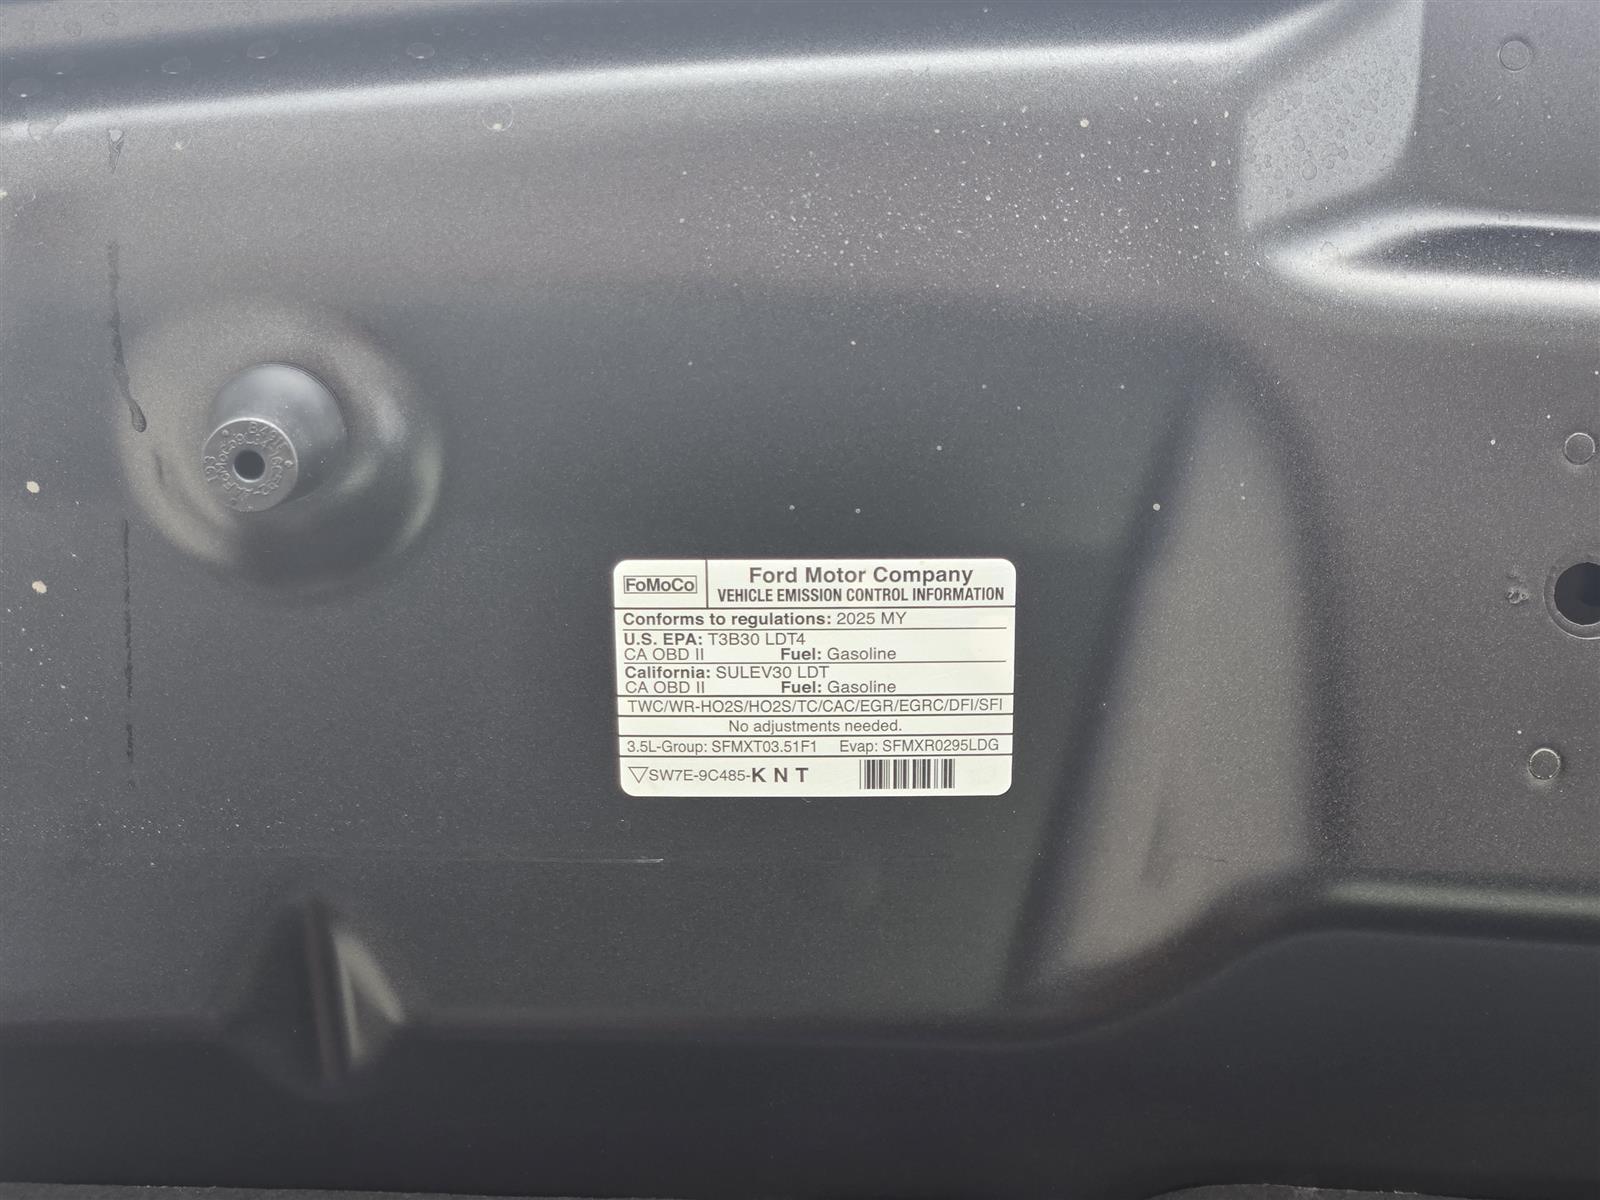 FoMoCo
Ford Motor Company
VEHICLE EMISSION CONTROL INFORMATION
Conforms to regulations: 2025 MY
U.S. EPA: T3B30 LDT4
CA OBD II Fuel: Gasoline
California: SULEV30 LDT
CA OBD II Fuel: Gasoline
TWC/WR-HO2S/HO2S/TC/CAC/EGR/EGRC/DFI/SFI
No adjustments needed.
3.5L-Group: SFMXT03.51F1 Evap: SFMXR0295LDG
SW7E-9C485-K N T